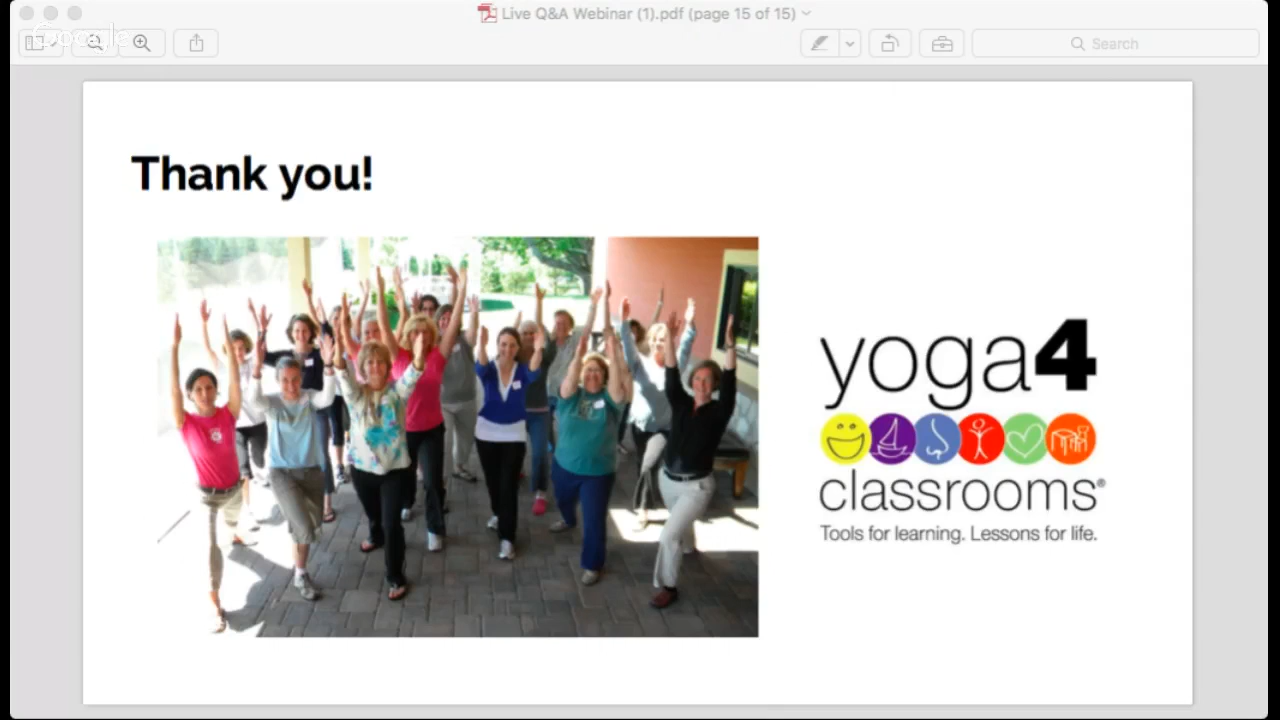 Live Q&A Webinar (1).pdf (page 15 of 15)
Google
Search
Thank you!
yoga4
classrooms®
Tools for learning. Lessons for life.